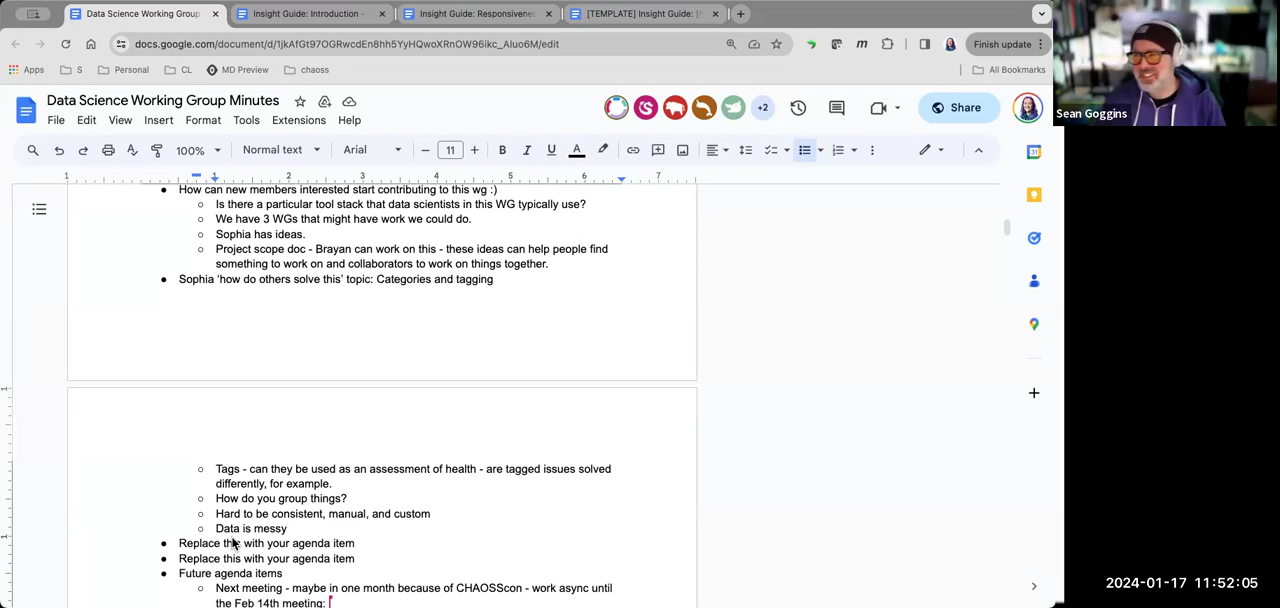 Data Science Working Group
Insight Guide: Introduction -
Insight Guide: Responsivenes
[TEMPLATE] Insight Guide: [
docs.google.com/document/d/1jkAfGt97OGRwcdEn8hh5YyHQwoXRnOW96ikc_Aluo6M/edit
Finish update
Apps
S
Personal
CL
MD Preview
chaoss
All Bookmarks
Data Science Working Group Minutes
File Edit View Insert Format Tools Extensions Help
+2
Share
100%
Normal text
Arial
11
1 1 2 3 4 5 6 7
How can new members interested start contributing to this wg :)
Is there a particular tool stack that data scientists in this WG typically use?
We have 3 WGs that might have work we could do.
Sophia has ideas.
Project scope doc - Brayan can work on this - these ideas can help people find
something to work on and collaborators to work on things together.
Sophia ‘how do others solve this’ topic: Categories and tagging
Tags - can they be used as an assessment of health - are tagged issues solved
differently, for example.
How do you group things?
Hard to be consistent, manual, and custom
Data is messy
Replace this with your agenda item
Replace this with your agenda item
Future agenda items
Next meeting - maybe in one month because of CHAOSScon - work async until
the Feb 14th meeting:
Sean Goggins
2024-01-17 11:52:05